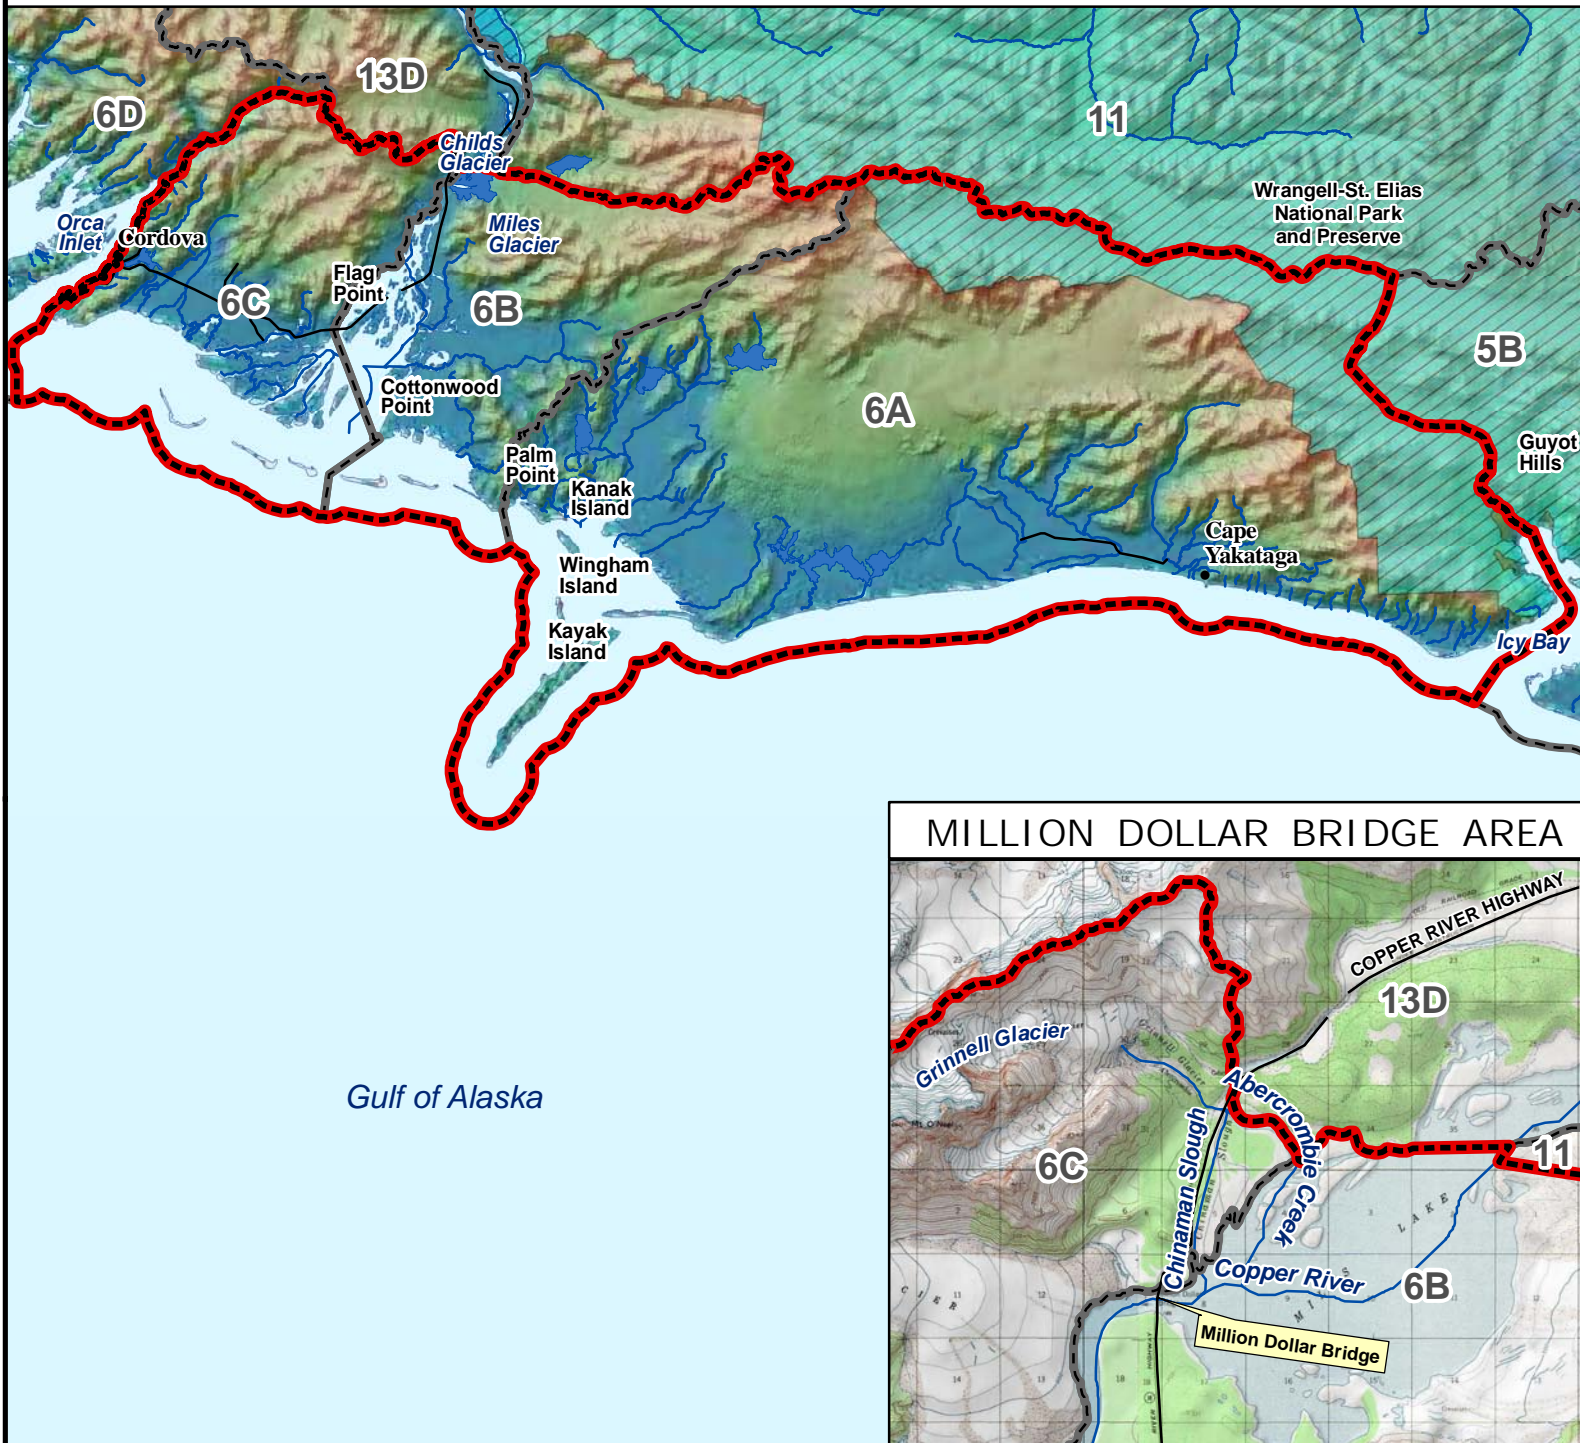 13D
6D
11
Childs
Glacier
Wrangell-St. Elias
National Park
and Preserve
Orca
Inlet
Cordova
Miles
Glacier
Flag
Point
6C
6B
5B
Cottonwood
Point
6A
Guyot
Hills
Palm
Point
Kanak
Island
Cape
Yakataga
Wingham
Island
Kayak
Island
Icy Bay
Gulf of Alaska
MILLION DOLLAR BRIDGE AREA
COPPER RIVER HIGHWAY
13D
Grinnell Glacier
Abercrombie Creek
Chinaman Slough
6C
11
LAKE
Copper River
6B
Million Dollar Bridge